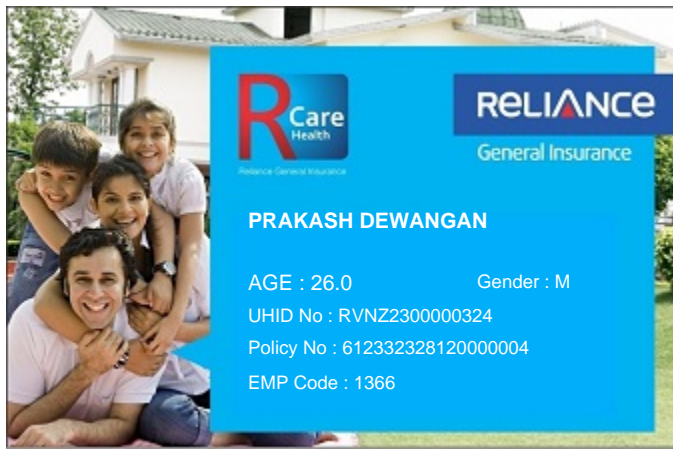 RCare
Health
Reliance General Insurance
RELIANCE
General Insurance
PRAKASH DEWANGAN
AGE : 26.0
Gender : M
UHID No : RVNZ2300000324
Policy No : 612332328120000004
EMP Code : 1366